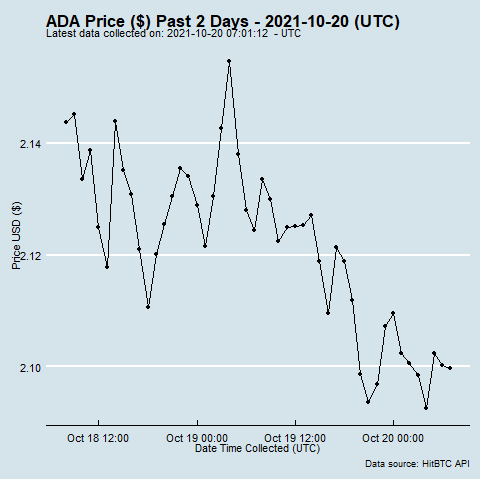 ADA Price ($) Past 2 Days - 2021-10-20 (UTC)
Latest data collected on: 2021-10-20 07:01:12 - UTC
Price USD ($)
2.14
2.12
2.10
Oct 18 12:00 Oct 19 00:00 Oct 19 12:00 Oct 20 00:00
Date Time Collected (UTC)
Data source: HitBTC API